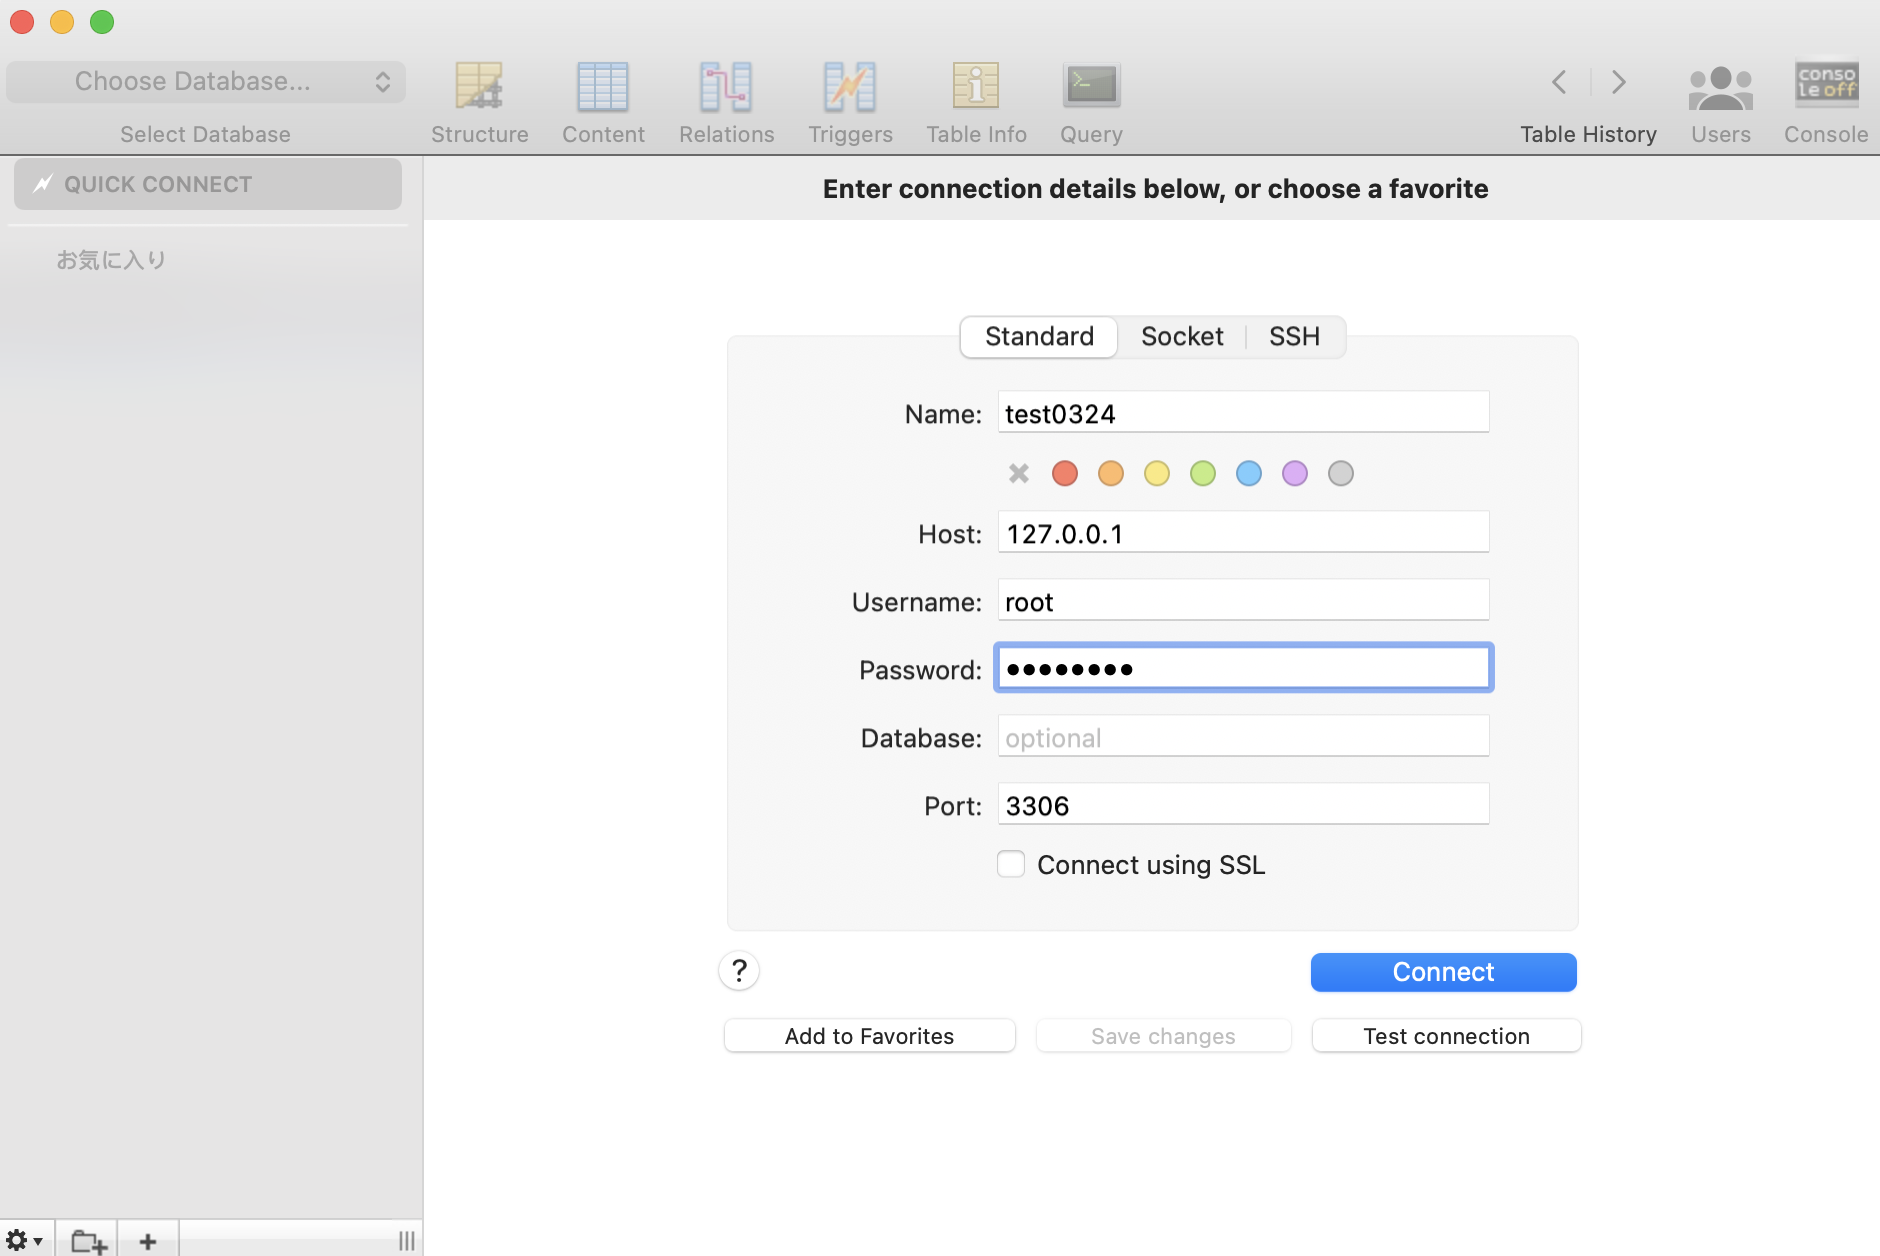 Choose Database...
Select Database
Structure
Content
Relations
Triggers
Table Info
Query
Table History
Users
conso
le off
Console
QUICK CONNECT
お気に入り
Enter connection details below, or choose a favorite
Standard Socket SSH
Name: test0324
Host: 127.0.0.1
Username: root
Password: ••••••••
Database: optional
Port: 3306
Connect using SSL
?
Connect
Add to Favorites
Save changes
Test connection